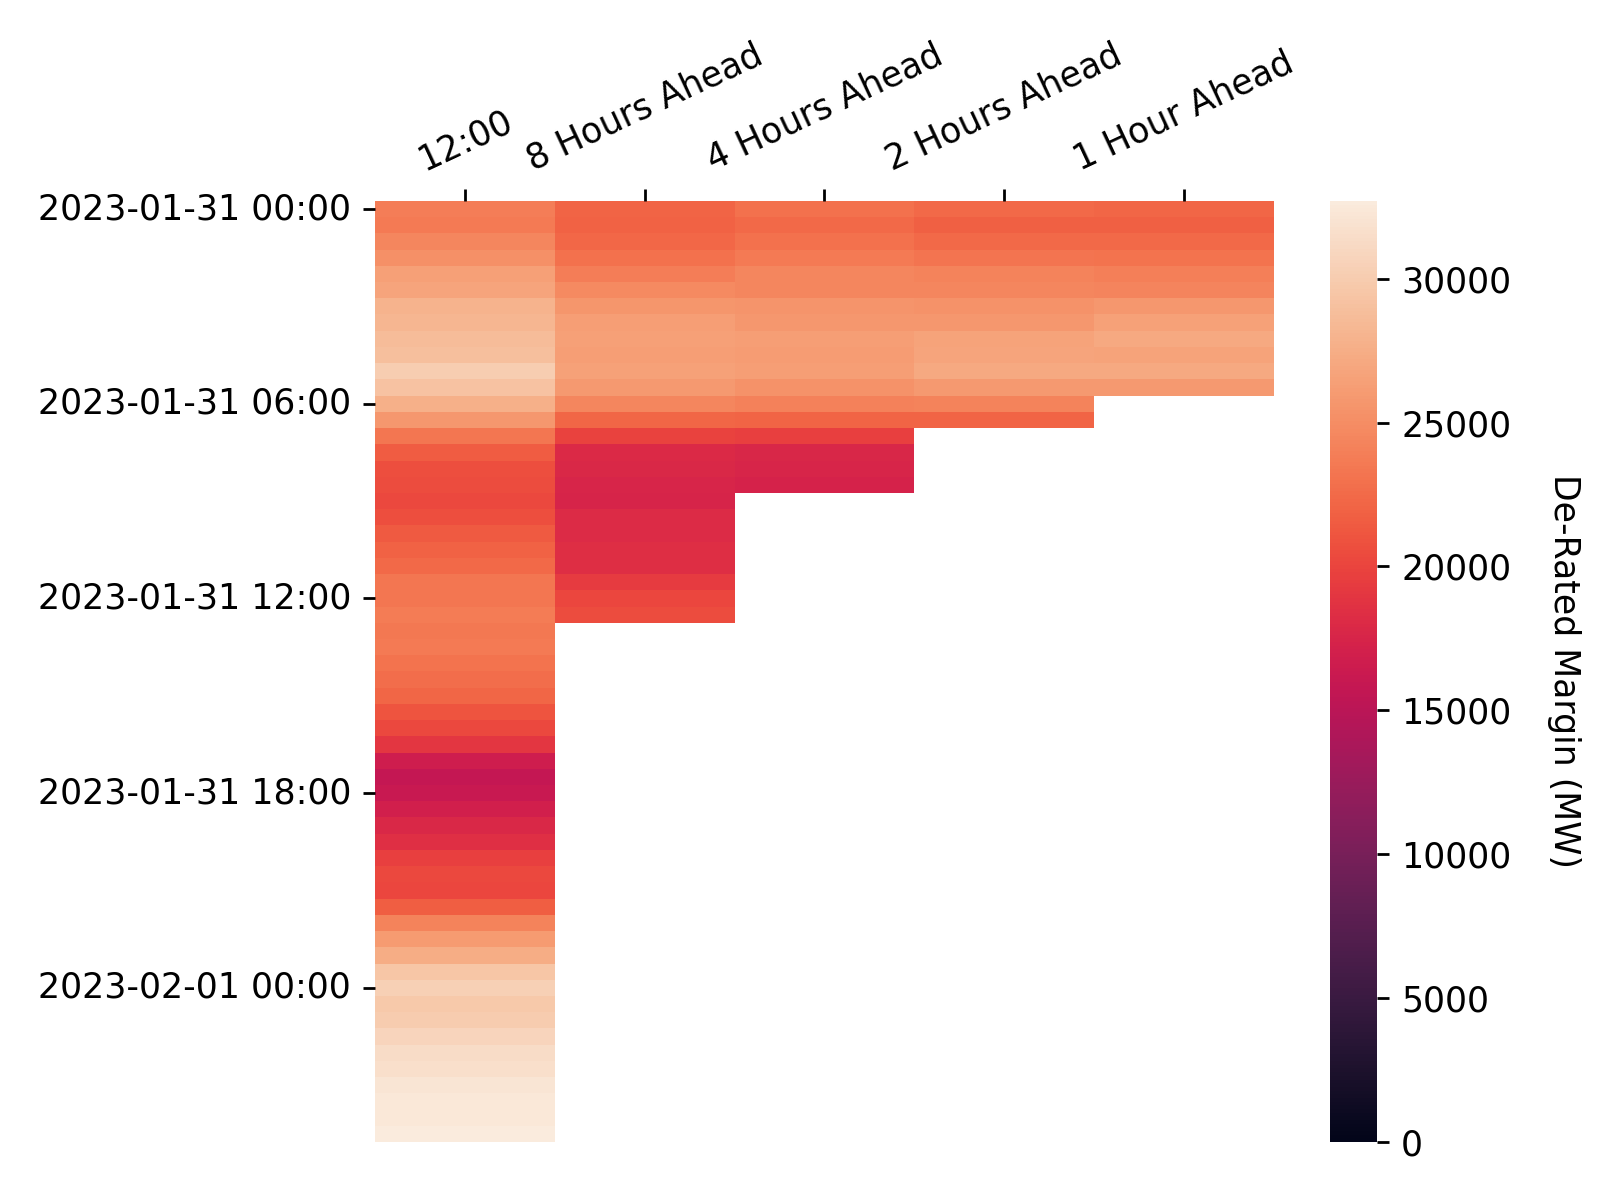 12:00
8 Hours Ahead
4 Hours Ahead
2 Hours Ahead
1 Hour Ahead
2023-01-31 00:00
2023-01-31 06:00
2023-01-31 12:00
2023-01-31 18:00
2023-02-01 00:00
30000
25000
20000
15000
10000
5000
0
De-Rated Margin (MW)